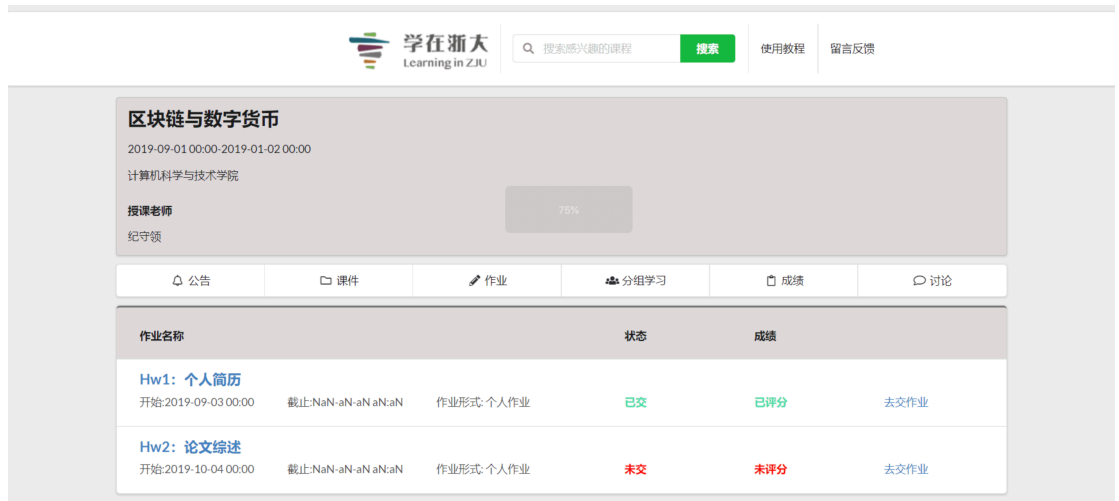 学在浙大
Learning in ZJU
搜索感兴趣的课程 搜索 使用教程 留言反馈
区块链与数字货币
2019-09-01 00:00-2019-01-02 00:00
计算机科学与技术学院
授课老师
75%
纪守领
公告 课件 作业 分组学习 成绩 讨论
作业名称 状态 成绩
Hw1：个人简历
开始:2019-09-03 00:00 截止:NaN-aN-aN aN:aN 作业形式: 个人作业 已交 已评分 去交作业
Hw2：论文综述
开始:2019-10-04 00:00 截止:NaN-aN-aN aN:aN 作业形式: 个人作业 未交 未评分 去交作业